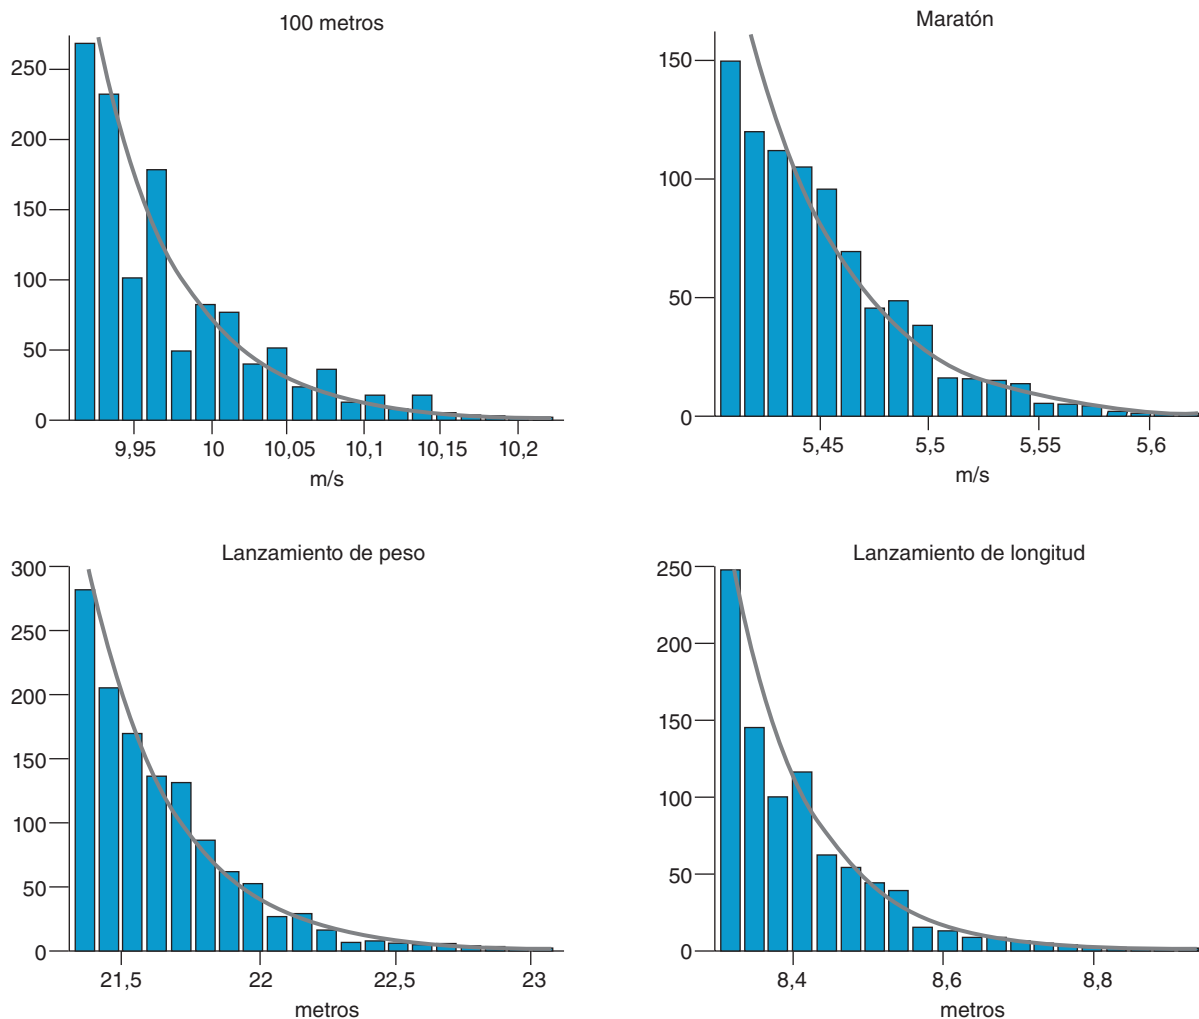 100 metros
250
200
150
100
50
0
9,95 10 10,05 10,1 10,15 10,2
m/s
Maratón
150
100
50
0
5,45 5,5 5,55 5,6
m/s
Lanzamiento de peso
300
250
200
150
100
50
0
21,5 22 22,5 23
metros
Lanzamiento de longitud
250
200
150
100
50
0
8,4 8,6 8,8
metros